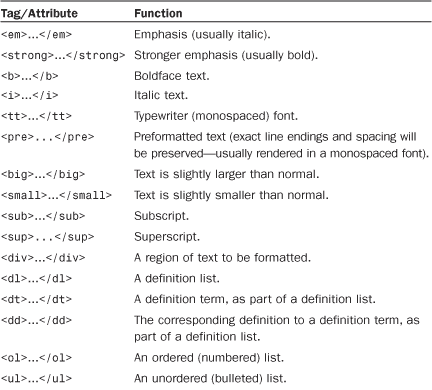 Tag/Attribute Function
<em>…</em> Emphasis (usually italic).
<strong>…</strong> Stronger emphasis (usually bold).
<b>…</b> Boldface text.
<i>…</i> Italic text.
<tt>…</tt> Typewriter (monospaced) font.
<pre>...</pre> Preformatted text (exact line endings and spacing will
be preserved—usually rendered in a monospaced font).
<big>…</big> Text is slightly larger than normal.
<small>…</small> Text is slightly smaller than normal.
<sub>…</sub> Subscript.
<sup>...</sup> Superscript.
<div>…</div> A region of text to be formatted.
<dl>…</dl> A definition list.
<dt>…</dt> A definition term, as part of a definition list.
<dd>…</dd> The corresponding definition to a definition term, as
part of a definition list.
<ol>…</ol> An ordered (numbered) list.
<ul>…</ul> An unordered (bulleted) list.